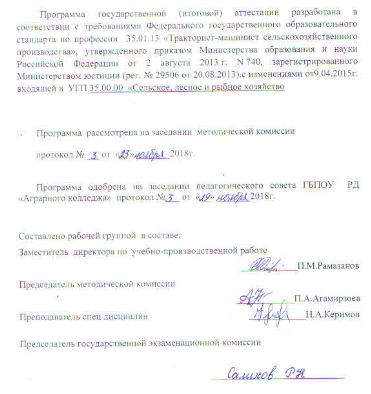 Программа государственной (итоговой) аттестации разработана в
соответствии с требованиями Федерального государственного образовательного
стандарта по профессии 35.01.13 «Тракторист-машинист сельскохозяйственного
производства», утвержденного приказом Министерства образования и науки
Российской Федерации от 2 августа 2013 г. N 740, зарегистрированного
Министерством юстиции (рег. № 29506 от 20.08.2013),с изменениями от9.04.2015г.
входящей в УГП 35.00.00 «Сельское, лесное и рыбное хозяйство
Программа рассмотрена на заседании методической комиссии
протокол № 3 от «23» ноября 2018г.
Программа одобрена на заседании педагогического совета ГБПОУ РД
«Аграрного колледжа» протокол № 3 от «29» ноября 2018г.
Составлено рабочей группой в составе:
Заместитель директора по учебно-производственной работе
П.М.Рамазанов
Председатель методической комиссии
П.А.Агамирзоев
Преподаватель спец дисциплин
Н.А.Керимов
Председатель государственной экзаменационной комиссии
Салихов РН